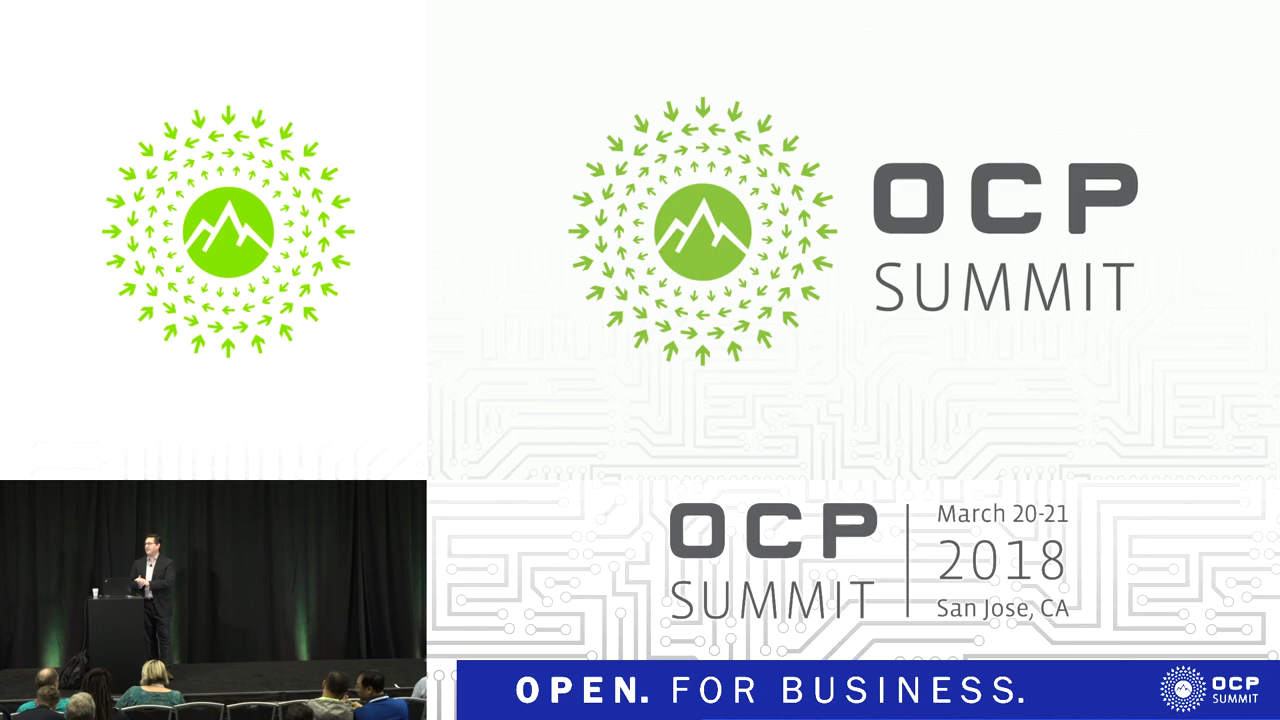 OCP
SUMMIT
OCP
SUMMIT
March 20-21
2018
San Jose, CA
OPEN. FOR BUSINESS.
OCP
SUMMIT